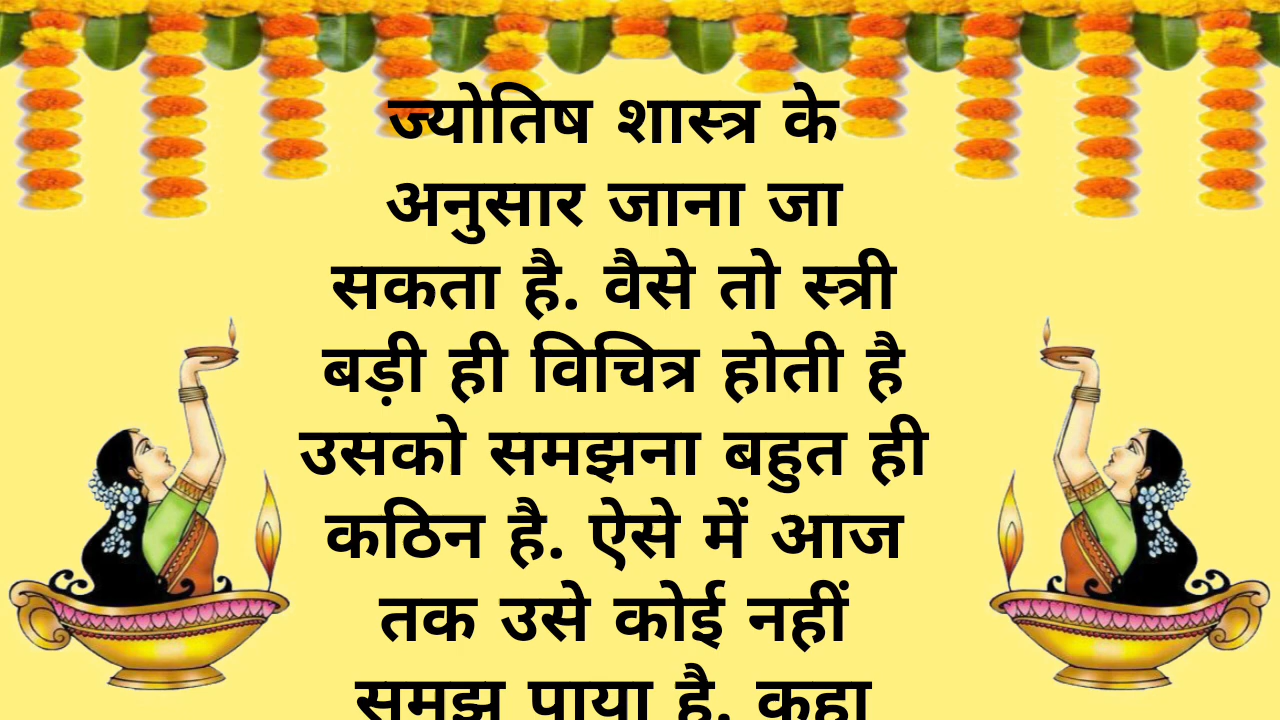 ज्योतिष शास्त्र के
अनुसार जाना जा
सकता है. वैसे तो स्त्री
बड़ी ही विचित्र होती है
उसको समझना बहुत ही
कठिन है. ऐसे में आज
तक उसे कोई नहीं
समझ पाया है. कहा